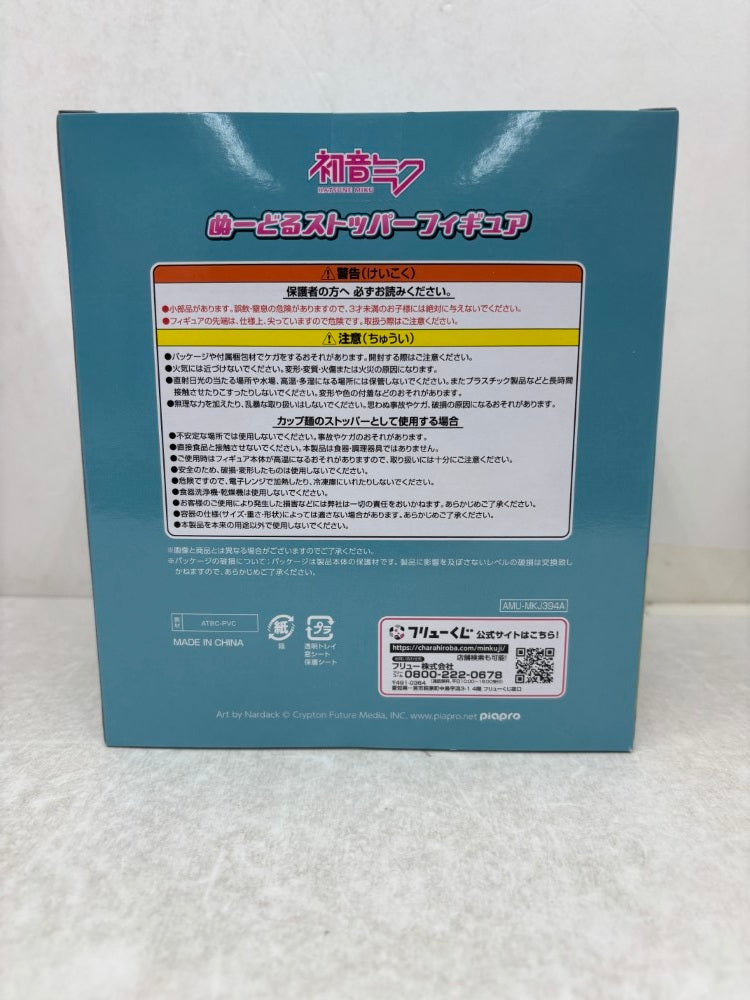 初音ミク
HATSUNE MIKU
ぬーどるストッパーフィギュア
⚠警告(けいこく)
保護者の方へ 必ずお読みください。
●小部品があります。誤飲・窒息の危険がありますので、3才未満のお子様には絶対に与えないでください。
●フィギュアの先端は、仕様上、尖っていますので危険です。取扱う際はご注意ください。
⚠注意(ちゅうい)
●パッケージや付属梱包材でケガをするおそれがあります。開封する際はご注意ください。
●火気には近づけないでください。変形・変質・火傷または火災の原因になります。
●直射日光の当たる場所や水場、高温・多湿になる場所には保管しないでください。またプラスチック製品などと長時間
接触させたりこすったりしないでください。変形や色の付着などのおそれがあります。
●無理な力を加えたり、乱暴な取り扱いはしないでください。思わぬ事故やケガ、破損の原因になるおそれがあります。
カップ麺のストッパーとして使用する場合
●不安定な場所では使用しないでください。事故やケガのおそれがあります。
●直接食品と接触させないでください。本製品は食器・調理器具ではありません。
●ご使用時はフィギュア本体が高温になるおそれがありますので、取り扱いには十分にご注意ください。
●安全のため、破損・変形したものは使用しないでください。
●危険ですので、電子レンジで加熱したり、冷凍庫にいれたりしないでください。
●食器洗浄機・乾燥機は使用しないでください。
●お客様のご使用により発生した損害などには弊社は一切の責任をおいかねます。あらかじめご了承ください。
●容器の仕様(サイズ・重さ・形状)によっては適さない場合があります。あらかじめご了承ください。
●本製品を本来の用途以外で使用しないでください。
※画像と商品とは異なる場合がございますのでご了承ください。
※パッケージの破損について:パッケージは製品本体の保護材です。製品に影響を及ぼさないレベルの破損は交換致し
かねますので、あらかじめご了承ください。
AMU-MKJ394A
素材 ATBC-PVC
MADE IN CHINA
紙
箱
プラ
透明トレイ
窓シート
保護シート
フリューくじ 公式サイトはこちら!
https://charahiroba.com/minkuji/
店舗検索も可能!
フリュー株式会社
0800-222-0678
〒491-0364
フリューくじ窓口
Art by Nardack © Crypton Future Media, INC. www.piapro.net piapro